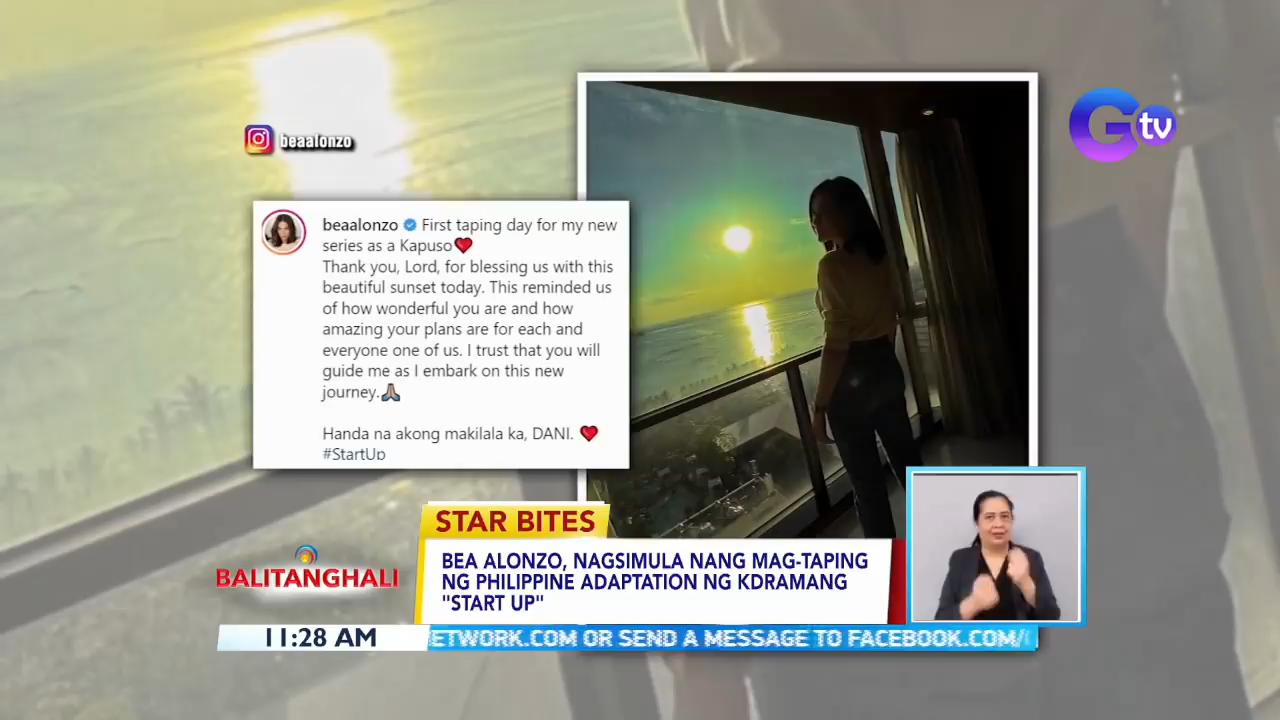 beaalonzo
Gtv
beaalonzo First taping day for my new
series as a Kapuso❤️
Thank you, Lord, for blessing us with this
beautiful sunset today. This reminded us
of how wonderful you are and how
amazing your plans are for each and
everyone one of us. I trust that you will
guide me as I embark on this new
journey.🙏🏽
Handa na akong makilala ka, DANI. ❤️
#StartUp
STAR BITES
BALITANGHALI
BEA ALONZO, NAGSIMULA NANG MAG-TAPING
NG PHILIPPINE ADAPTATION NG KDRAMANG
"START UP"
11:28 AM
ETWORK.COM OR SEND A MESSAGE TO FACEBOOK.COM/